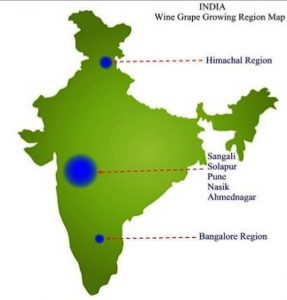 INDIA
Wine Grape Growing Region Map
Himachal Region
Sangali
Solapur
Pune
Nasik
Ahmednagar
Bangalore Region